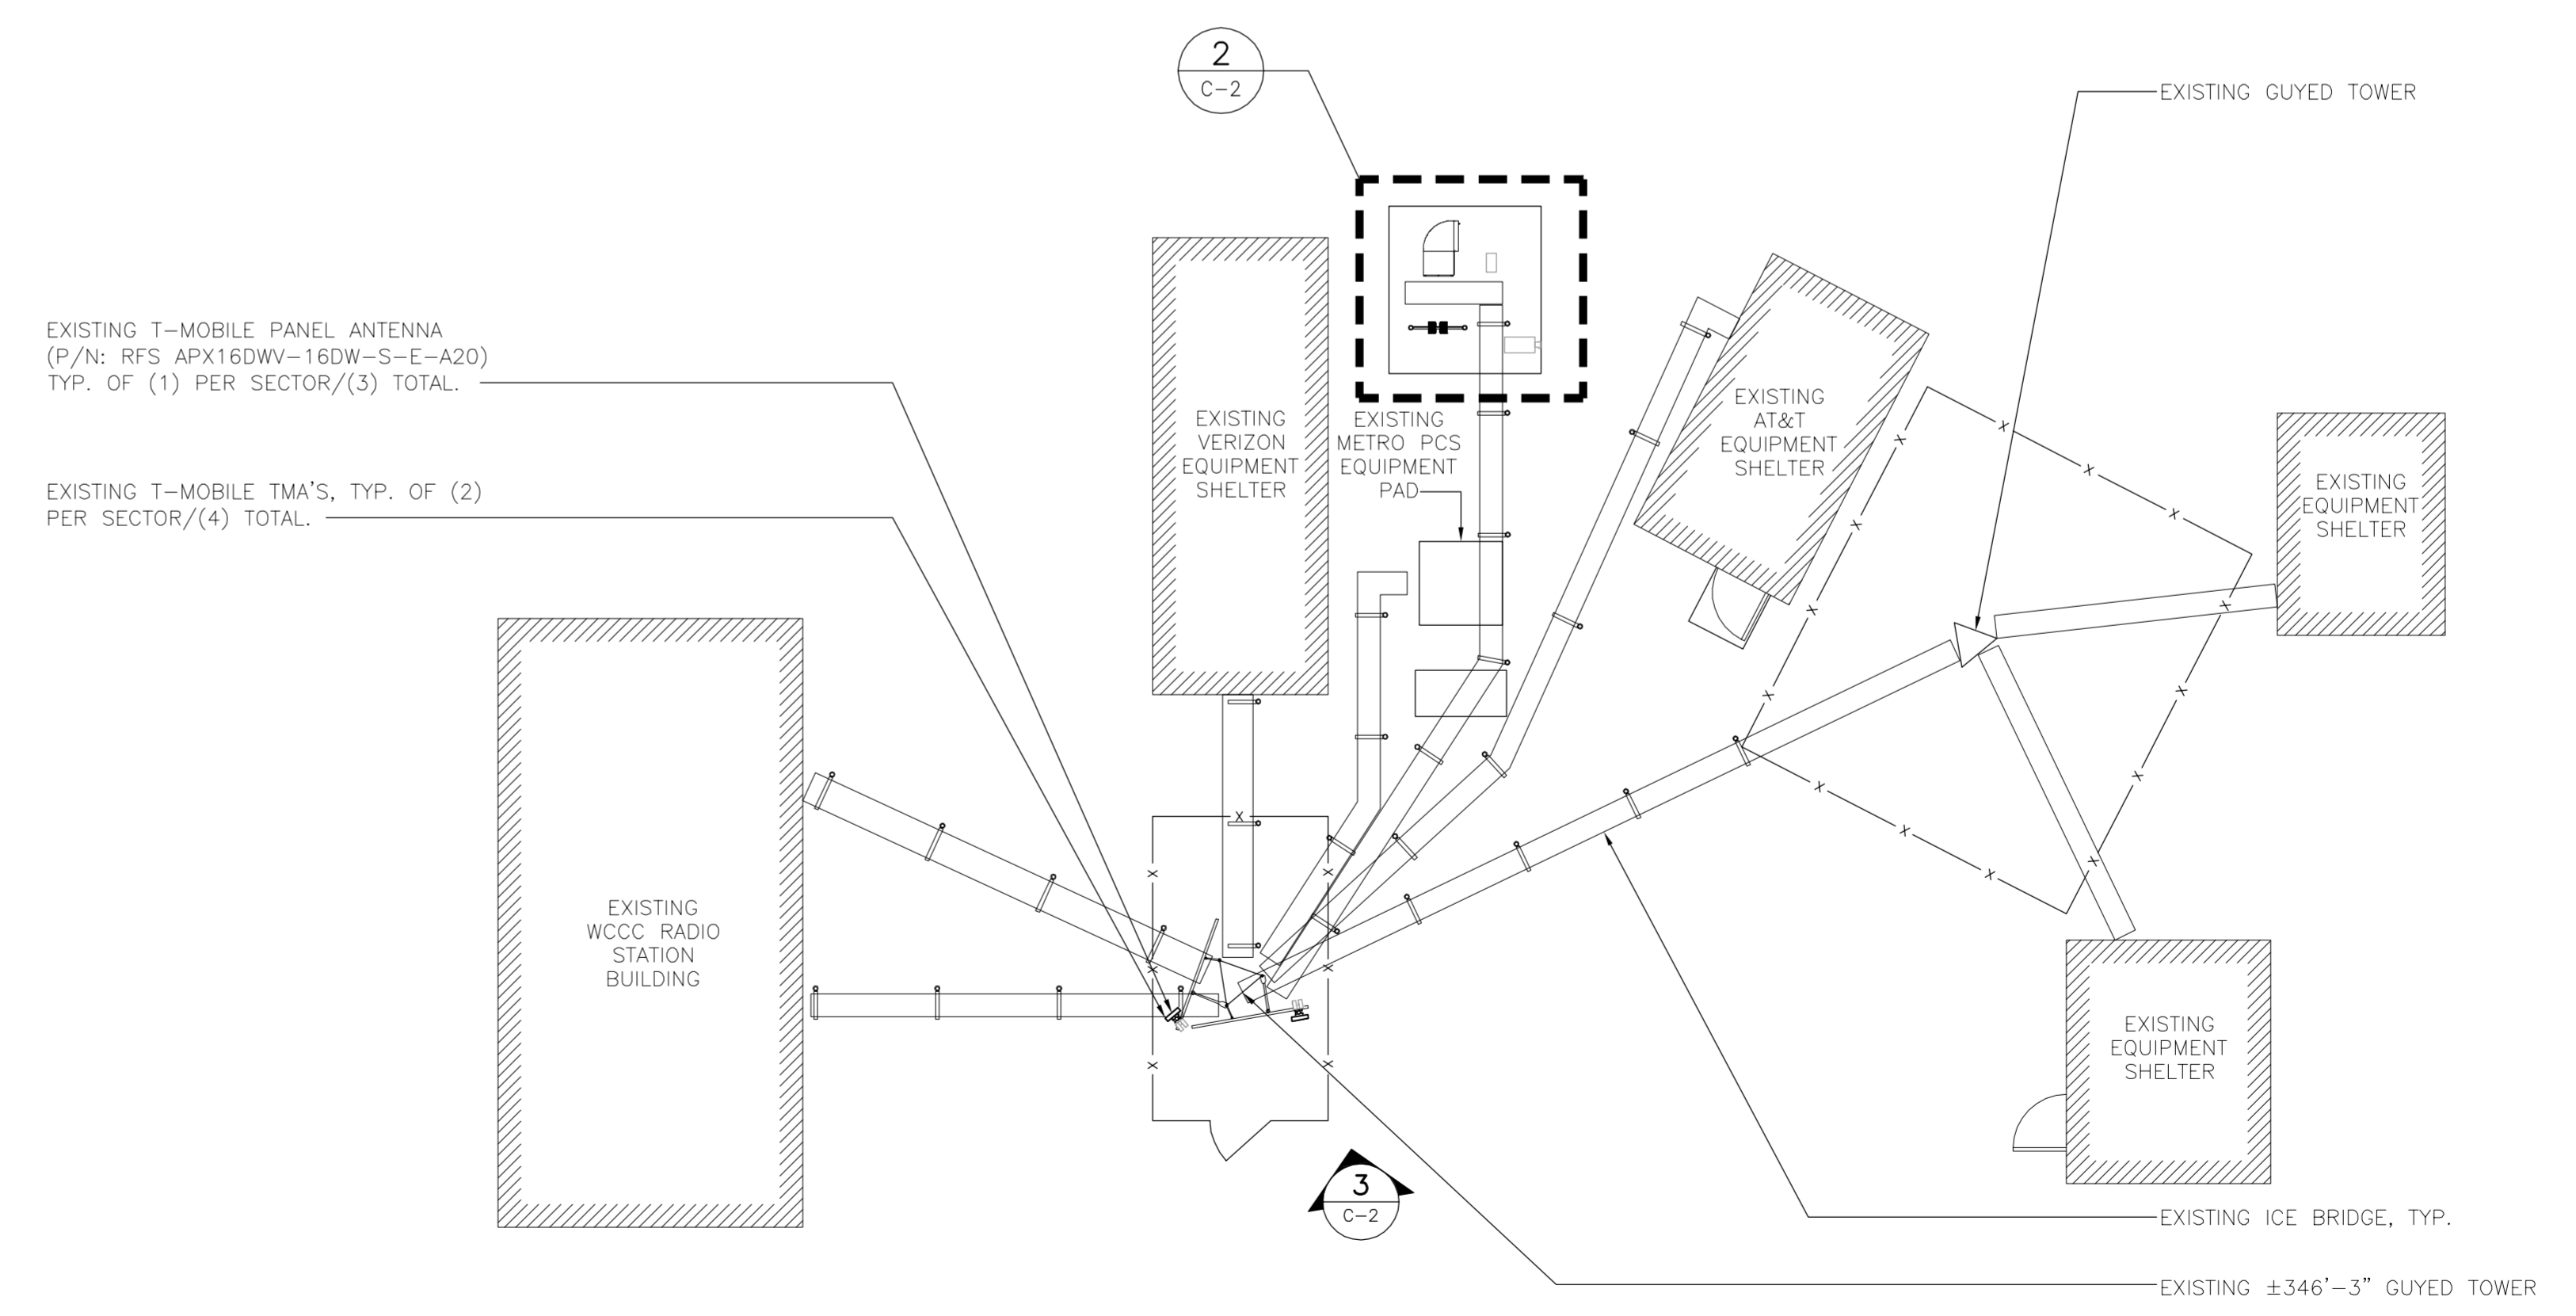 2
C-2
EXISTING GUYED TOWER
EXISTING T-MOBILE PANEL ANTENNA
(P/N: RFS APX16DWV-16DW-S-E-A20)
TYP. OF (1) PER SECTOR/(3) TOTAL.
EXISTING T-MOBILE TMA'S, TYP. OF (2)
PER SECTOR/(4) TOTAL.
EXISTING
VERIZON
EQUIPMENT
SHELTER
EXISTING
METRO PCS
EQUIPMENT
PAD
EXISTING
AT&T
EQUIPMENT
SHELTER
EXISTING
EQUIPMENT
SHELTER
EXISTING
WCCC RADIO
STATION
BUILDING
EXISTING
EQUIPMENT
SHELTER
3
C-2
EXISTING ICE BRIDGE, TYP.
EXISTING ±346'-3" GUYED TOWER